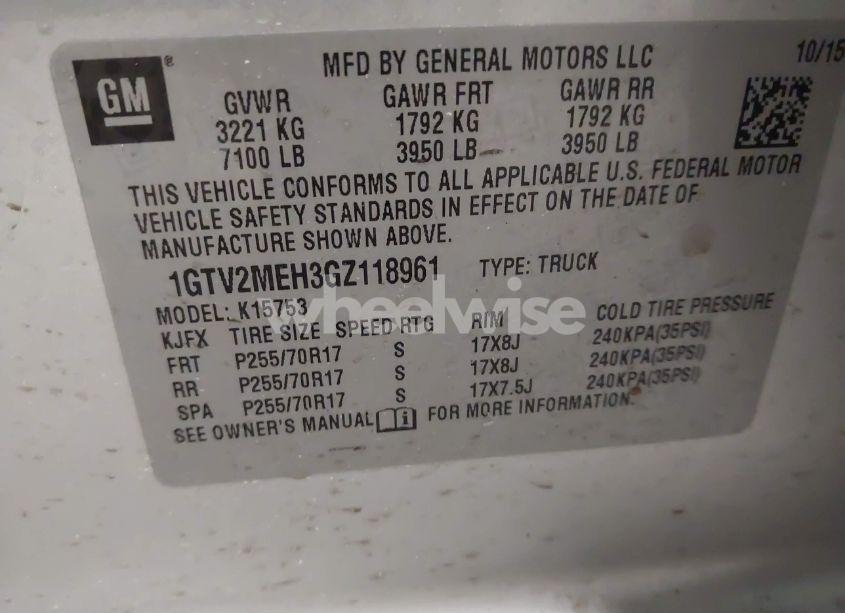 GM
MFD BY GENERAL MOTORS LLC
10/15
GVWR GAWR FRT GAWR RR
3221 KG 1792 KG 1792 KG
7100 LB 3950 LB 3950 LB
THIS VEHICLE CONFORMS TO ALL APPLICABLE U.S. FEDERAL MOTOR
VEHICLE SAFETY STANDARDS IN EFFECT ON THE DATE OF
MANUFACTURE SHOWN ABOVE.
1GTV2MEH3GZ118961 TYPE: TRUCK
wheelwise
MODEL: K15753
KJFX TIRE SIZE SPEED RTG RIM COLD TIRE PRESSURE
FRT P255/70R17 S 17X8J 240KPA(35PSI)
RR P255/70R17 S 17X8J 240KPA(35PSI)
SPA P255/70R17 S 17X7.5J 240KPA(35PSI)
SEE OWNER'S MANUAL i FOR MORE INFORMATION.